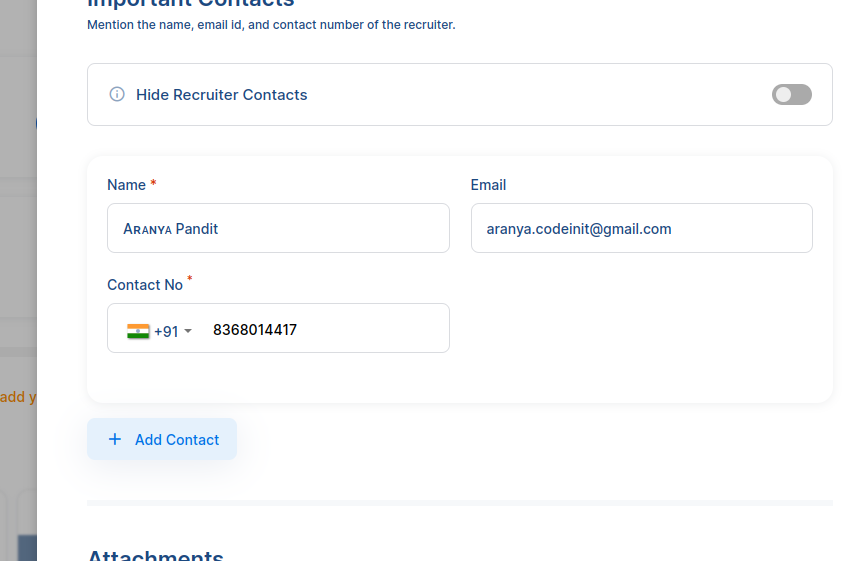 Important Contacts
Mention the name, email id, and contact number of the recruiter.
Hide Recruiter Contacts
Name *
Email
Aʀᴀɴʏᴀ Pandit
aranya.codeinit@gmail.com
Contact No *
+91
8368014417
add y
+ Add Contact
Attachments